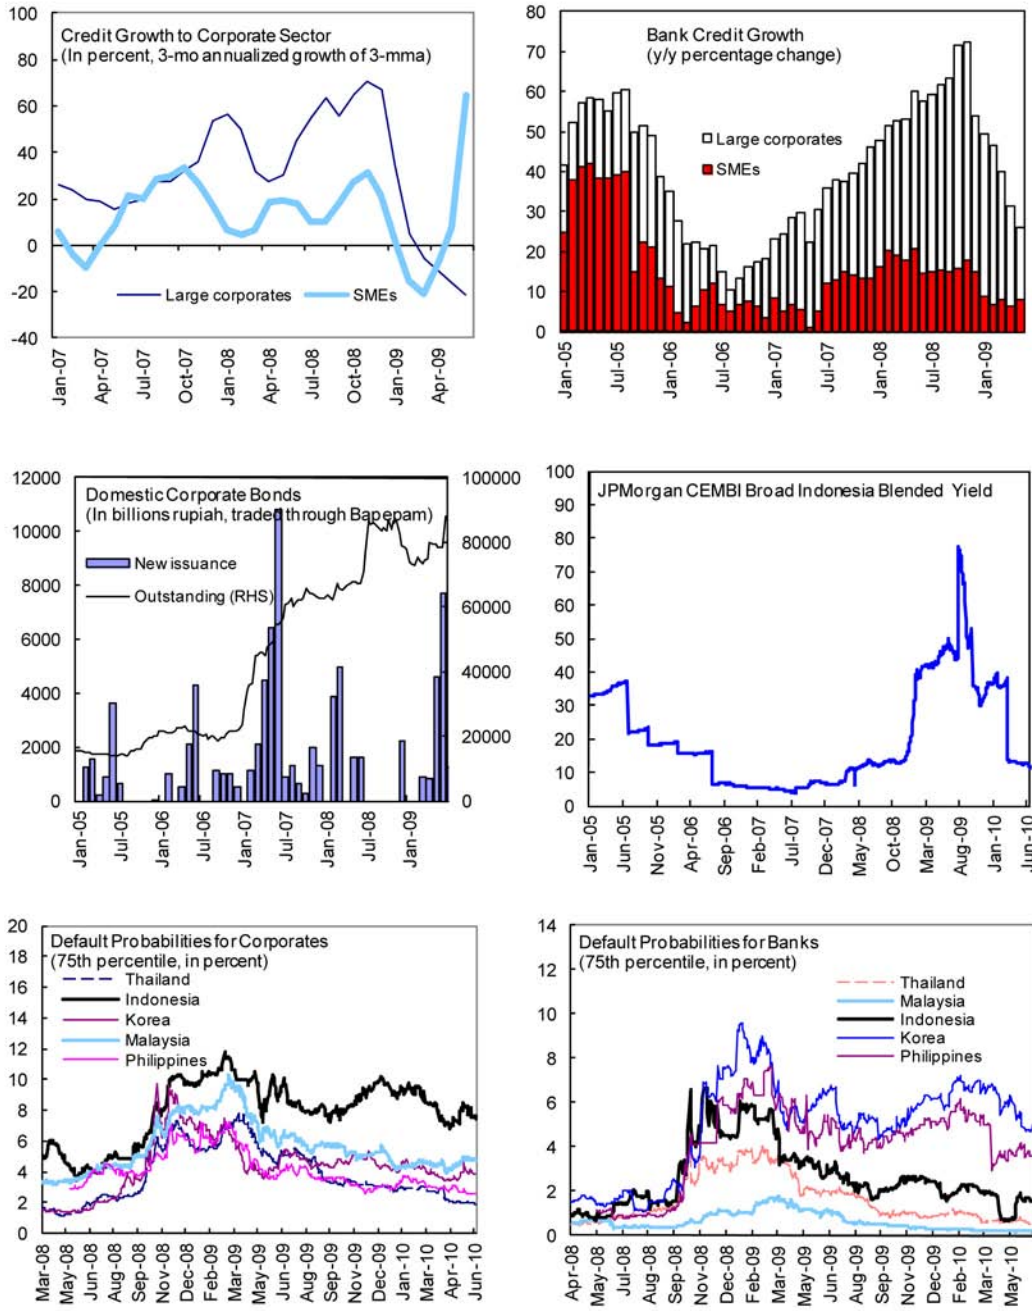 Credit Growth to Corporate Sector
(In percent, 3-mo annualized growth of 3-mma)
100
80
60
40
20
0
-20
-40
Large corporates
SMEs
Jan-07
Apr-07
Jul-07
Oct-07
Jan-08
Apr-08
Jul-08
Oct-08
Jan-09
Apr-09
Bank Credit Growth
(y/y percentage change)
80
70
60
50
40
30
20
10
0
Large corporates
SMEs
Jan-05
Jul-05
Jan-06
Jul-06
Jan-07
Jul-07
Jan-08
Jul-08
Jan-09
Domestic Corporate Bonds
(In billions rupiah, traded through Bapepam)
12000
10000
8000
6000
4000
2000
0
100000
80000
60000
40000
20000
0
New issuance
Outstanding (RHS)
Jan-05
Jul-05
Jan-06
Jul-06
Jan-07
Jul-07
Jan-08
Jul-08
Jan-09
JPMorgan CEMBI Broad Indonesia Blended Yield
100
90
80
70
60
50
40
30
20
10
0
Jan-05
Jun-05
Nov-05
Apr-06
Sep-06
Feb-07
Jul-07
Dec-07
May-08
Oct-08
Mar-09
Aug-09
Jan-10
Jun-10
Default Probabilities for Corporates
(75th percentile, in percent)
20
18
16
14
12
10
8
6
4
2
0
Thailand
Indonesia
Korea
Malaysia
Philippines
Mar-08
May-08
Jun-08
Aug-08
Sep-08
Nov-08
Dec-08
Feb-09
Mar-09
May-09
Jun-09
Aug-09
Sep-09
Nov-09
Dec-09
Jan-10
Mar-10
Apr-10
Jun-10
Default Probabilities for Banks
(75th percentile, in percent)
14
12
10
8
6
4
2
0
Thailand
Malaysia
Indonesia
Korea
Philippines
Apr-08
May-08
Jul-08
Aug-08
Sep-08
Nov-08
Dec-08
Feb-09
Mar-09
May-09
Jun-09
Jul-09
Sep-09
Oct-09
Nov-09
Jan-10
Feb-10
Mar-10
May-10